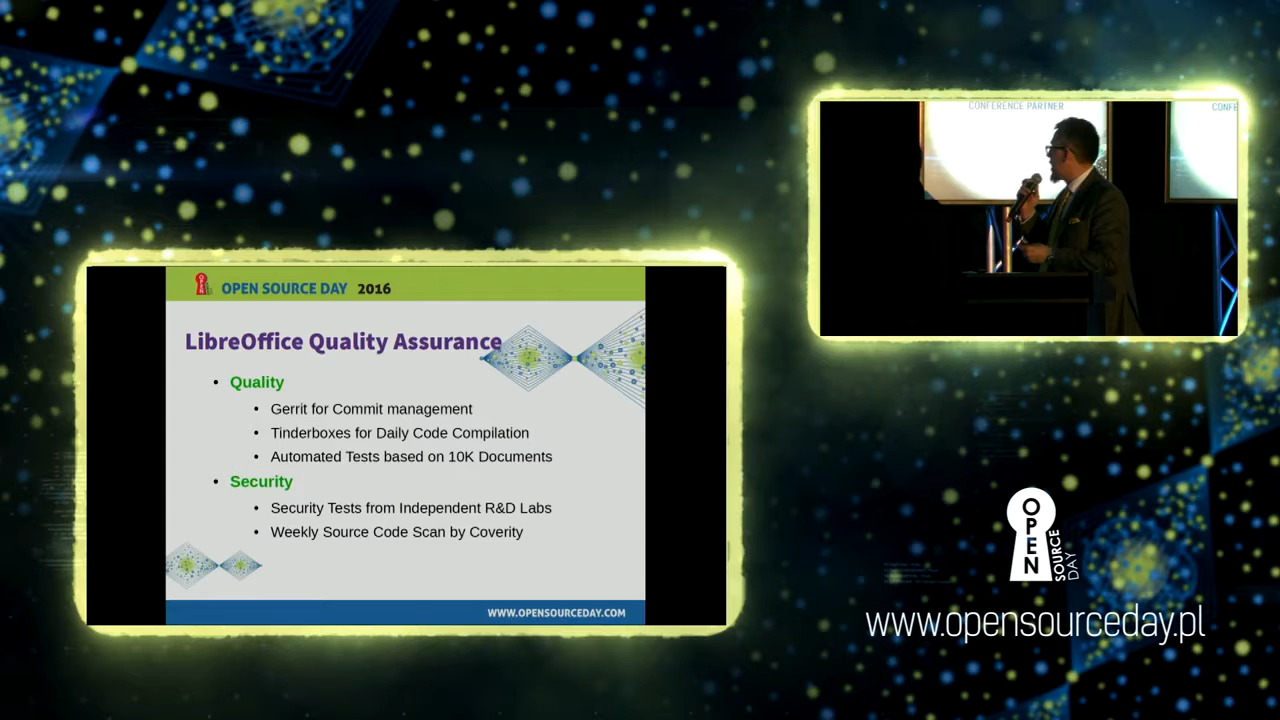 CONFERENCE PARTNER
CONFE
OPEN
OPEN SOURCE DAY 2016
LibreOffice Quality Assurance
• Quality
• Gerrit for Commit management
• Tinderboxes for Daily Code Compilation
• Automated Tests based on 10K Documents
• Security
• Security Tests from Independent R&D Labs
• Weekly Source Code Scan by Coverity
WWW.OPENSOURCEDAY.COM
OPEN
SOURCE
DAY
www.opensourceday.pl